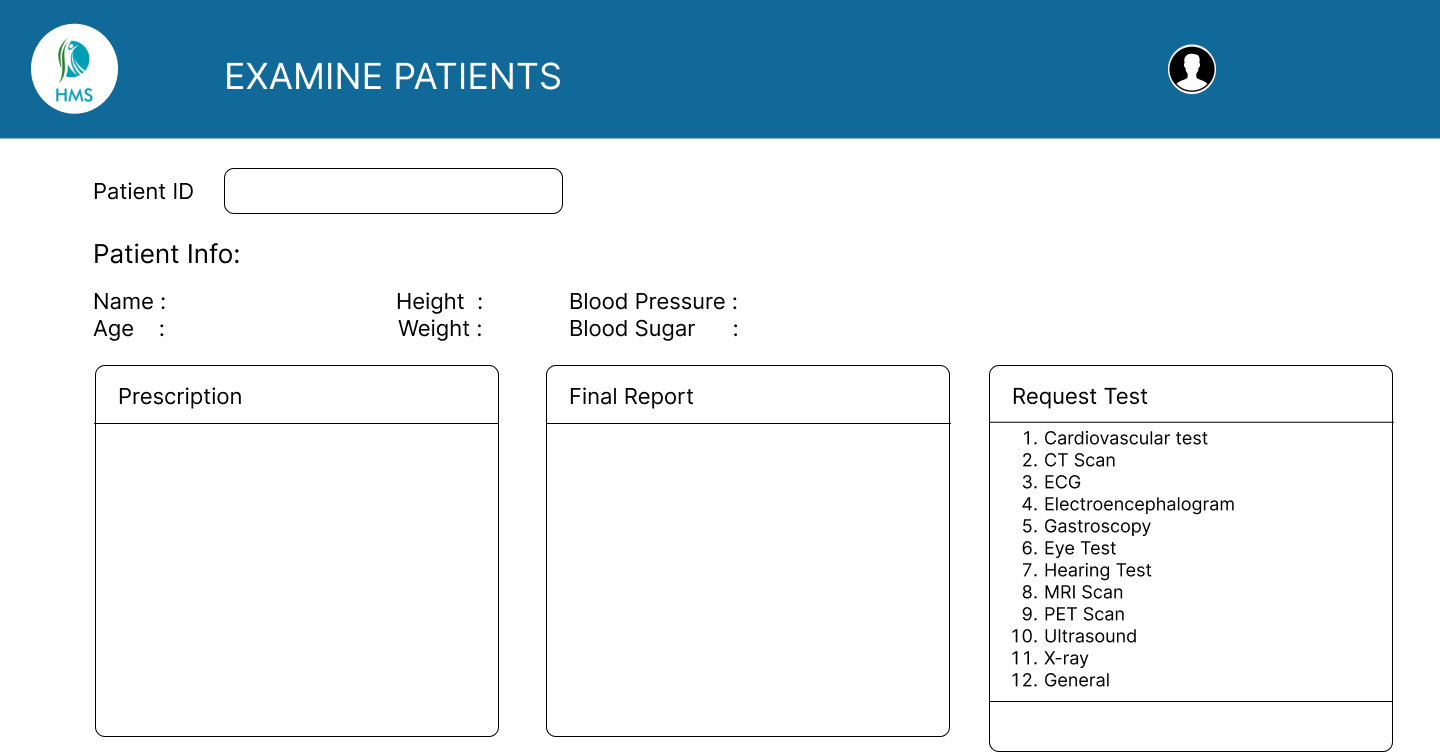 HMS
EXAMINE PATIENTS
Patient ID
Patient Info:
Name : Height : Blood Pressure :
Age : Weight : Blood Sugar :
Prescription
Final Report
Request Test
1. Cardiovascular test
2. CT Scan
3. ECG
4. Electroencephalogram
5. Gastroscopy
6. Eye Test
7. Hearing Test
8. MRI Scan
9. PET Scan
10. Ultrasound
11. X-ray
12. General